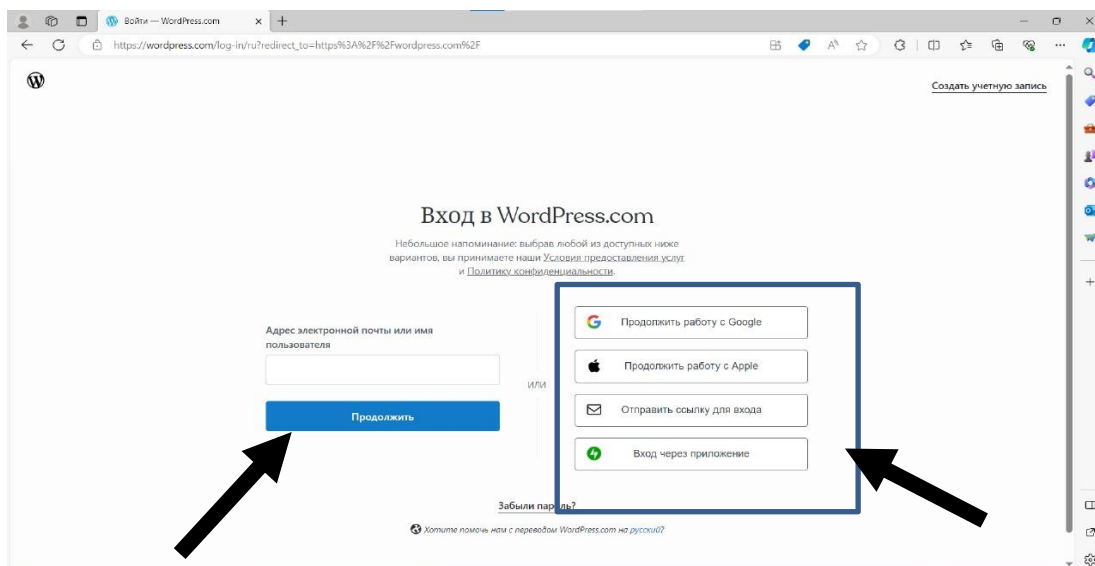 Войти — WordPress.com
https://wordpress.com/log-in/ru?redirect_to=https%3A%2F%2Fwordpress.com%2F
Создать учетную запись
Вход в WordPress.com
Небольшое напоминание: выбрав любой из доступных ниже
вариантов, вы принимаете наши Условия предоставления услуг
и Политику конфиденциальности.
Адрес электронной почты или имя
пользователя
Продолжить
ИЛИ
Продолжить работу с Google
Продолжить работу с Apple
Отправить ссылку для входа
Вход через приложение
Забыли пароль?
Хотите помочь нам с переводом WordPress.com на русский?